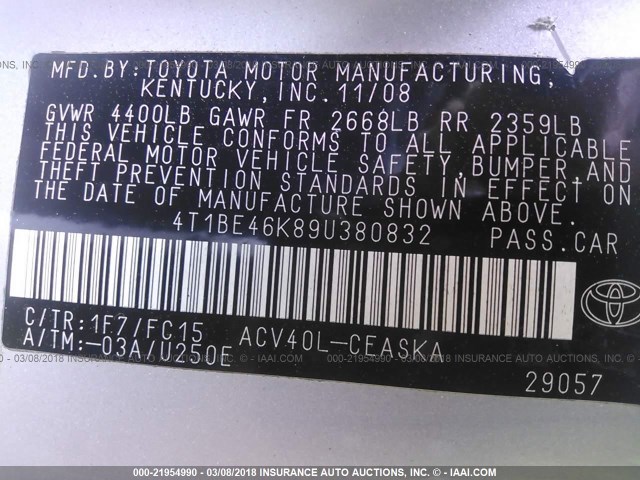 MFD.BY:TOYOTA MOTOR MANUFACTURING,
KENTUCKY, INC. 11/08
GVWR 4400LB GAWR FR 2668LB RR 2359LB
THIS VEHICLE CONFORMS TO ALL APPLICABLE
FEDERAL MOTOR VEHICLE SAFETY, BUMPER, AND
THEFT PREVENTION STANDARDS IN EFFECT ON
THE DATE OF MANUFACTURE SHOWN ABOVE.
4T1BE46K89U380832 PASS.CAR
C/TR:1F7/FC15 ACV40L-CEASKA
A/TM:-03A/U250E
29057
000-21954990 - 03/08/2018 INSURANCE AUTO AUCTIONS, INC. - © IAAI.COM